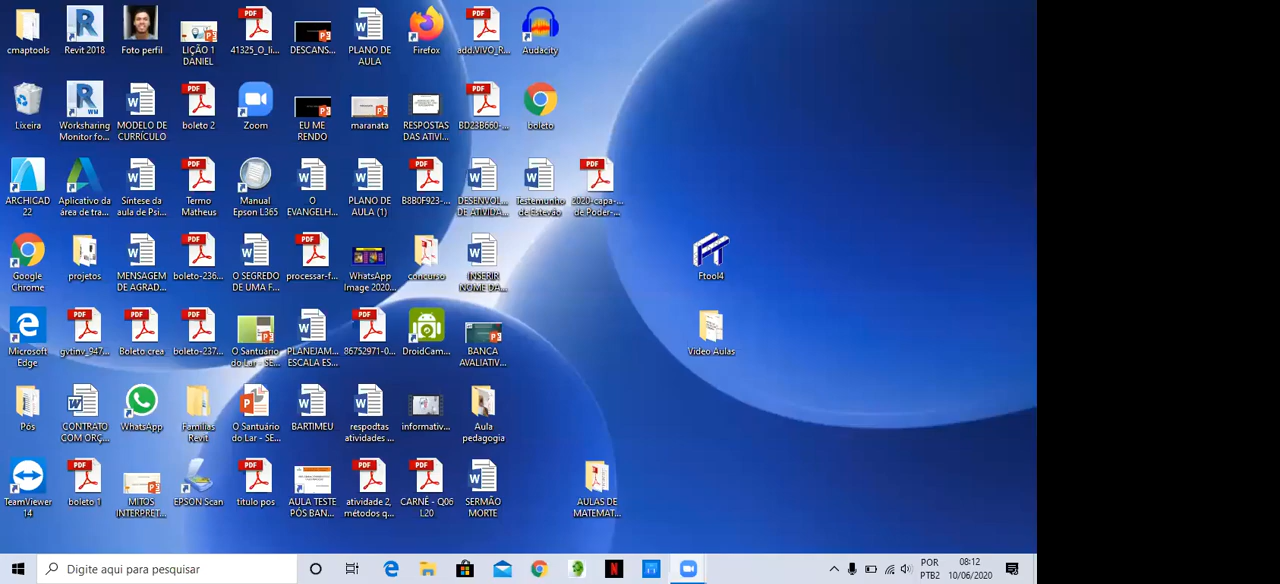 cmaptools
Revit 2018
Foto perfil
LIÇÃO 1
DANIEL
41325_O_li...
DESCANS...
PLANO DE
AULA
Firefox
add.VIVO_R...
Audacity
Lixeira
Worksharing
Monitor fo...
MODELO DE
CURRÍCULO
boleto 2
Zoom
EU ME
RENDO
maranata
RESPOSTAS
DAS ATIVI...
BD23B660-...
boleto
ARCHICAD
22
Aplicativo da
área de tra...
Síntese da
aula de Psi...
Termo
Matheus
Manual
Epson L365
O
EVANGELH...
PLANO DE
AULA (1)
B8B0F923-...
DESENVOL...
DE ATIVIDA...
Testemunho
de Estevão
2020-capa-...
de Poder-...
Google
Chrome
projetos
MENSAGEM
DE AGRAD...
boleto-236...
O SEGREDO
DE UMA F...
processar-f...
WhatsApp
Image 2020...
concurso
INSERIR
NOME DA...
Ftool4
Microsoft
Edge
gvtinv_947...
Boleto crea
boleto-237...
O Santuário
do Lar - SE...
PLANEJAM...
ESCALA ES...
86752971-0...
DroidCam...
BANCA
AVALIATIV...
Video Aulas
Pós
CONTRATO
COM ORÇ...
WhatsApp
Famílias
Revit
O Santuário
do Lar - SE...
BARTIMEU
respodtas
atividades ...
informativ...
Aula
pedagogia
TeamViewer
14
boleto 1
MITOS
INTERPRET...
EPSON Scan
titulo pos
AULA TESTE
PÓS BAN...
atividade 2,
métodos q...
CARNÊ - Q06
L20
SERMÃO
MORTE
AULAS DE
MATEMAT...
Digite aqui para pesquisar
POR
PTB2
08:12
10/06/2020